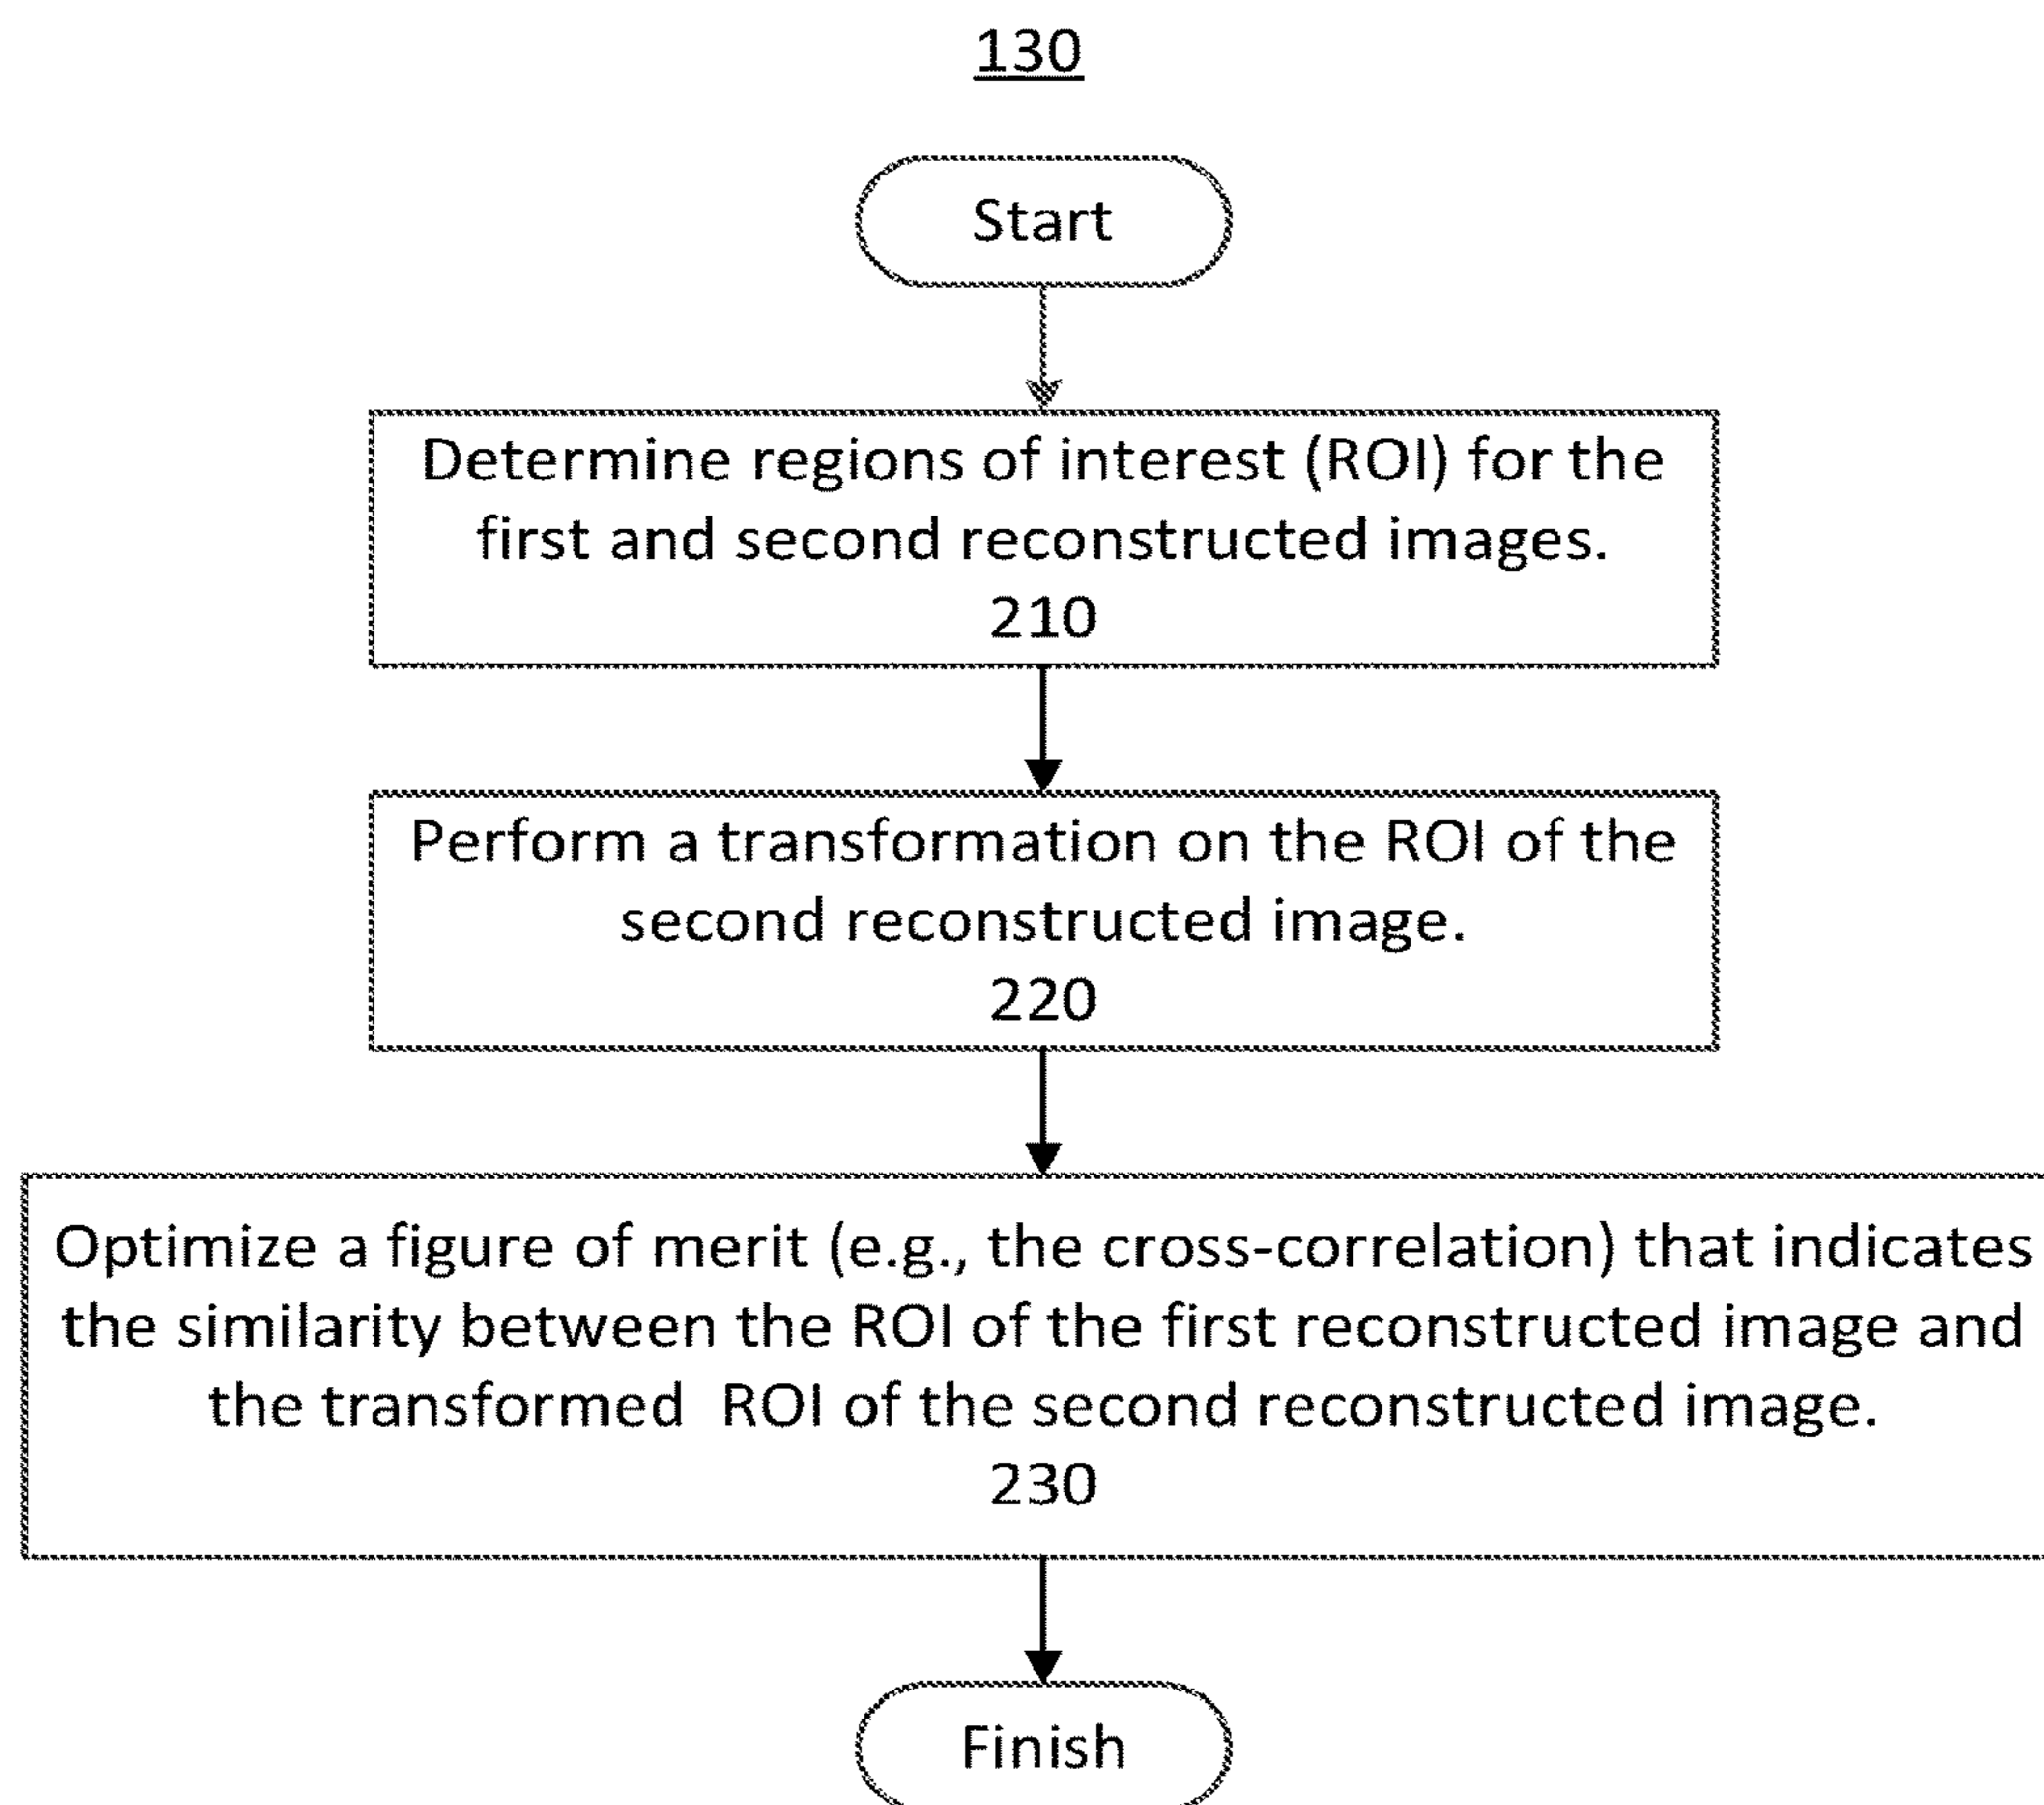 130
Start
Determine regions of interest (ROI) for the
first and second reconstructed images.
210
Perform a transformation on the ROI of the
second reconstructed image.
220
Optimize a figure of merit (e.g., the cross-correlation) that indicates
the similarity between the ROI of the first reconstructed image and
the transformed  ROI of the second reconstructed image.
230
Finish